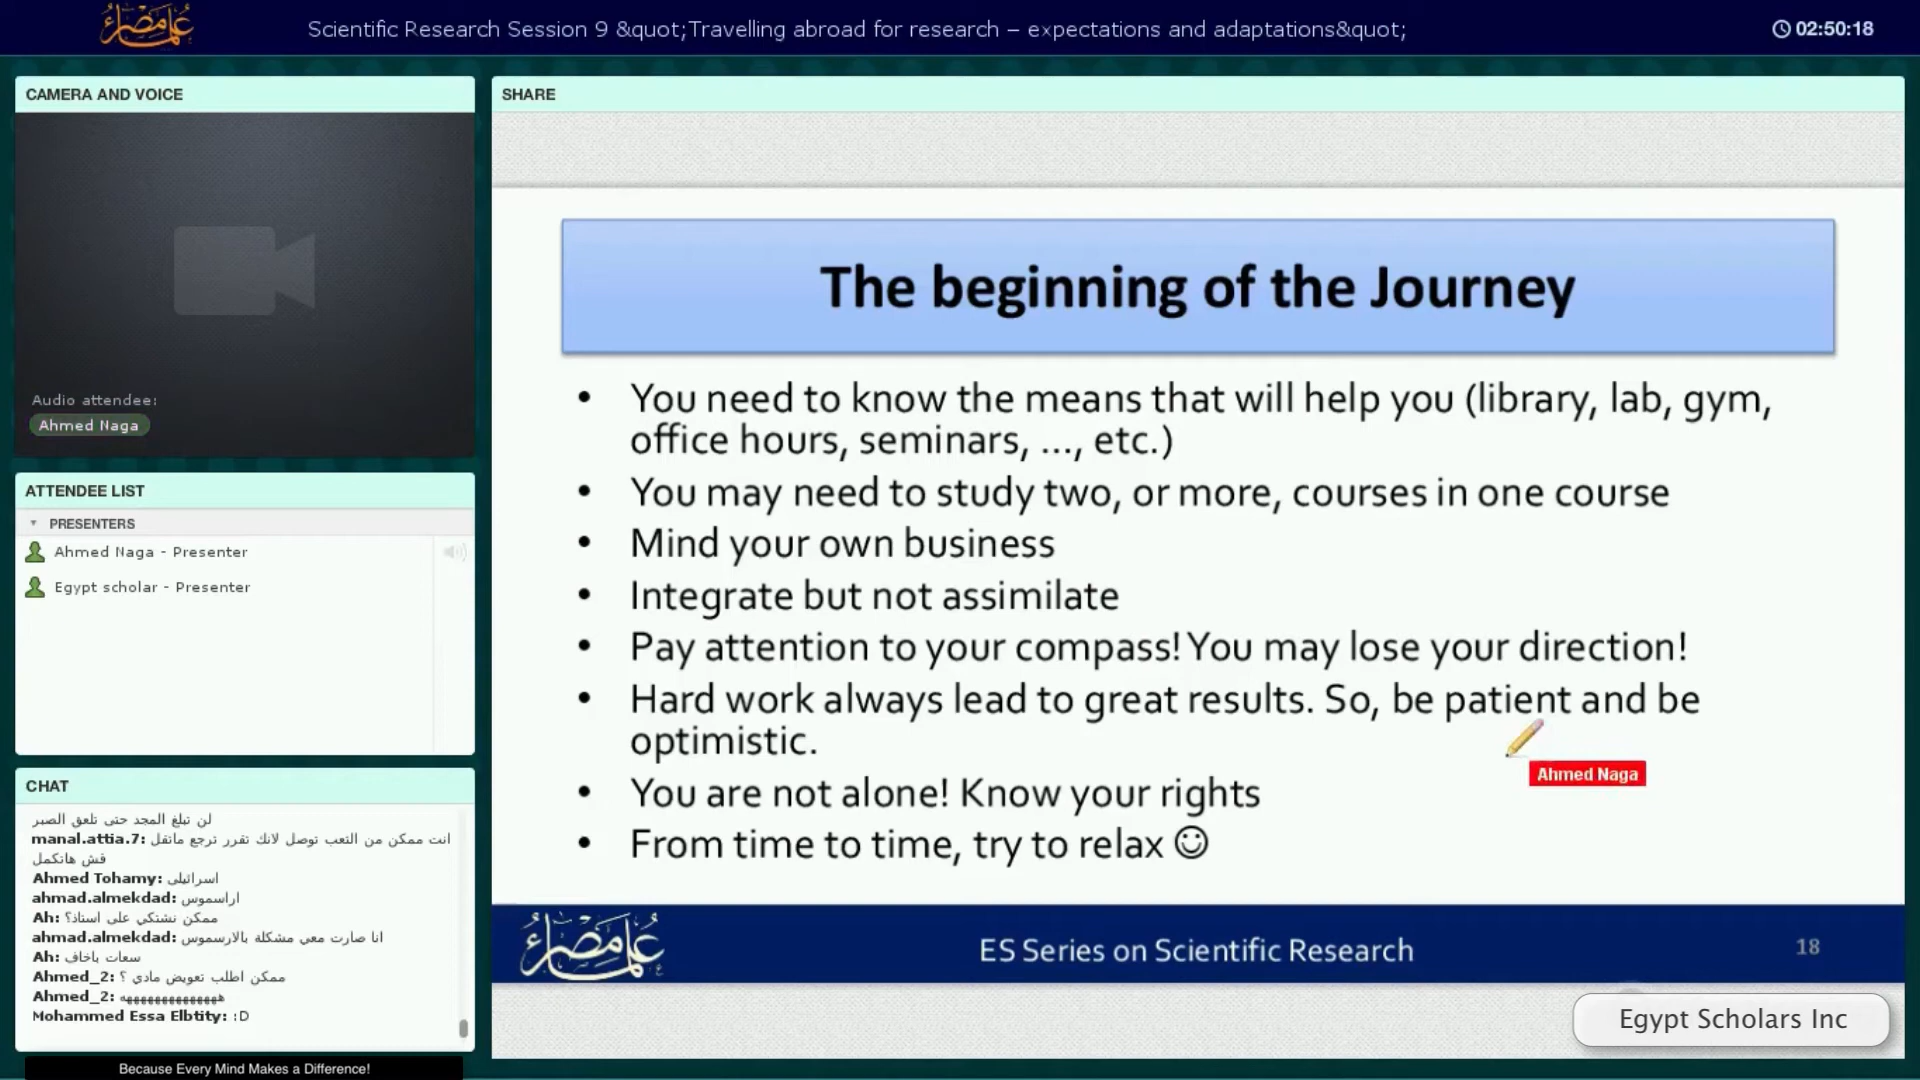 علماء مصر
Scientific Research Session 9 &quot;Travelling abroad for research – expectations and adaptations&quot;
02:50:18
CAMERA AND VOICE
Audio attendee:
Ahmed Naga
ATTENDEE LIST
PRESENTERS
Ahmed Naga - Presenter
Egypt scholar - Presenter
CHAT
لن تبلغ المجد حتى تلعق الصبر
manal.attia.7: انت ممكن من التعب توصل لانك تقرر ترجع ماتقل
قش هاتكمل
Ahmed Tohamy: اسرائيلى
ahmad.almekdad: اراسموس
Ah: ممكن نشتكي على استاذ؟
ahmad.almekdad: انا صارت معي مشكلة بالارسموس
Ah: سعات باخاف
Ahmed_2: ممكن اطلب تعويض مادي ؟
Ahmed_2: هههههههههههههههه
Mohammed Essa Elbtity: :D
Because Every Mind Makes a Difference!
SHARE
The beginning of the Journey
• You need to know the means that will help you (library, lab, gym,
office hours, seminars, ..., etc.)
• You may need to study two, or more, courses in one course
• Mind your own business
• Integrate but not assimilate
• Pay attention to your compass! You may lose your direction!
• Hard work always lead to great results. So, be patient and be
optimistic.
Ahmed Naga
• You are not alone! Know your rights
• From time to time, try to relax ☺
علماء مصر
ES Series on Scientific Research
18
Egypt Scholars Inc